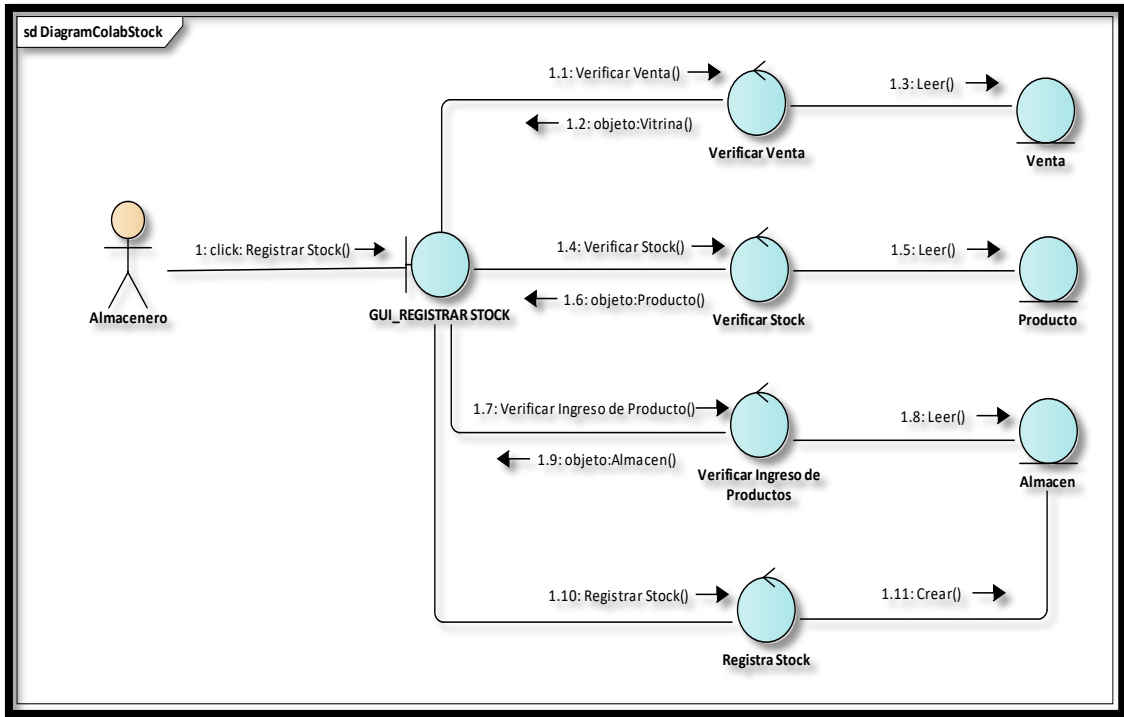 sd DiagramColabStock
1.1: Verificar Venta()
1.3: Leer()
1.2: objeto:Vitrina()
Verificar Venta
Venta
1: click: Registrar Stock()
1.4: Verificar Stock()
1.5: Leer()
1.6: objeto:Producto()
Almacenero
GUI_REGISTRAR STOCK
Verificar Stock
Producto
1.7: Verificar Ingreso de Producto()
1.8: Leer()
1.9: objeto:Almacen()
Verificar Ingreso de
Productos
Almacen
1.10: Registrar Stock()
1.11: Crear()
Registra Stock